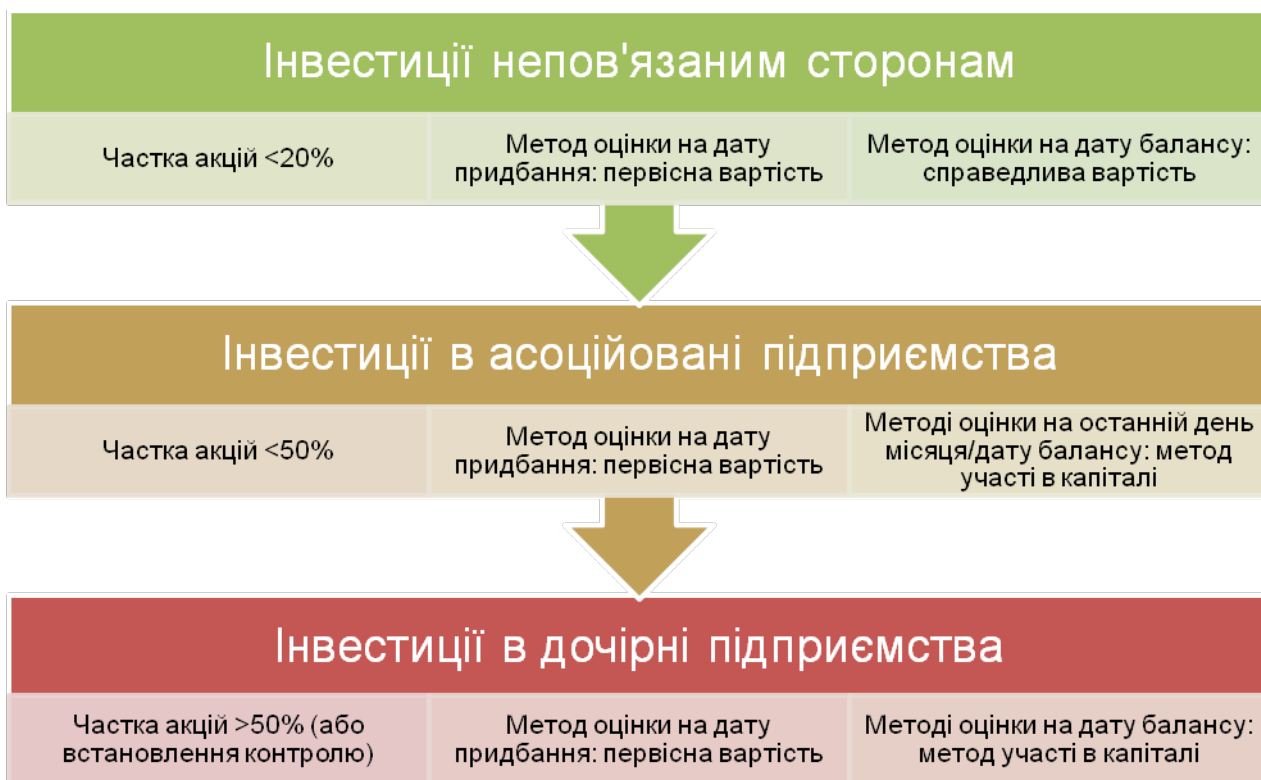 Інвестиції непов'язаним сторонам
Частка акцій <20%
Метод оцінки на дату
придбання: первісна вартість
Метод оцінки на дату балансу:
справедлива вартість
Інвестиції в асоційовані підприємства
Частка акцій <50%
Метод оцінки на дату
придбання: первісна вартість
Методі оцінки на останній день
місяця/дату балансу: метод
участі в капіталі
Інвестиції в дочірні підприємства
Частка акцій >50% (або
встановлення контролю)
Метод оцінки на дату
придбання: первісна вартість
Методі оцінки на дату балансу:
метод участі в капіталі